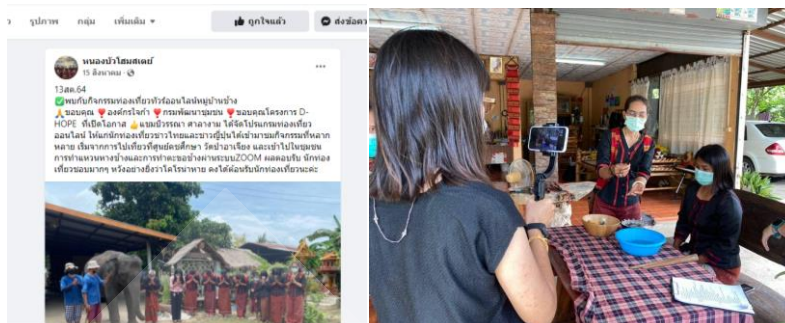 รูปภาพ กลุ่ม เพิ่มเติม ถูกใจแล้ว ส่งข้อควา
หนองบัวโฮมสเตย์
15 สิงหาคม
13สค.64
✅พบกับกิจกรรมท่องเที่ยวทัวร์ออนไลน์หมู่บ้านช้าง
🙏ขอบคุณ ❣องค์กรไจก้า ❣กรมพัฒนาชุมชน ❣ขอบคุณโครงการ D-
HOPE ที่เปิดโอกาส 👍แชมป์วรรณา ศาลางาม ได้จัดโปรแกรมท่องเที่ยว
ออนไลน์ ให้แก่นักท่องเที่ยวชาวไทยและชาวญี่ปุ่นได้เข้ามาชมกิจกรรมที่หลาก
หลาย เริ่มจากการไปเที่ยวที่ศูนย์คชศึกษา วัดป่าอาเจียง และเข้าไปในชุมชน
การทำแหวนหางช้างและการทำตะขอช้างผ่านระบบZOOM ผลตอบรับ นักท่อง
เที่ยวชอบมากๆ หวังอย่างยิ่งว่าโคโรน่าหาย คงได้ต้อนรับนักท่องเที่ยวนะคะ